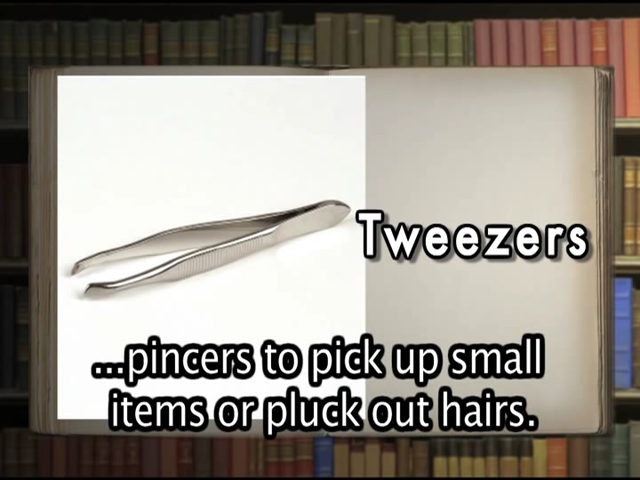 Tweezers
...pincers to pick up small
items or pluck out hairs.